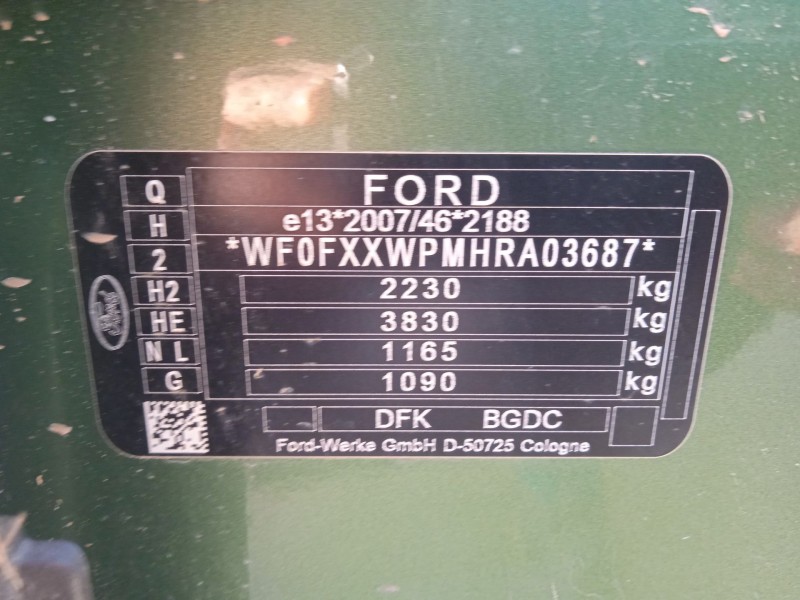 Q FORD
H e13*2007/46*2188
2 *WF0FXXWPMHRA03687*
H2 2230 kg
HE 3830 kg
N L 1165 kg
G 1090 kg
DFK BGDC
Ford-Werke GmbH D-50725 Cologne